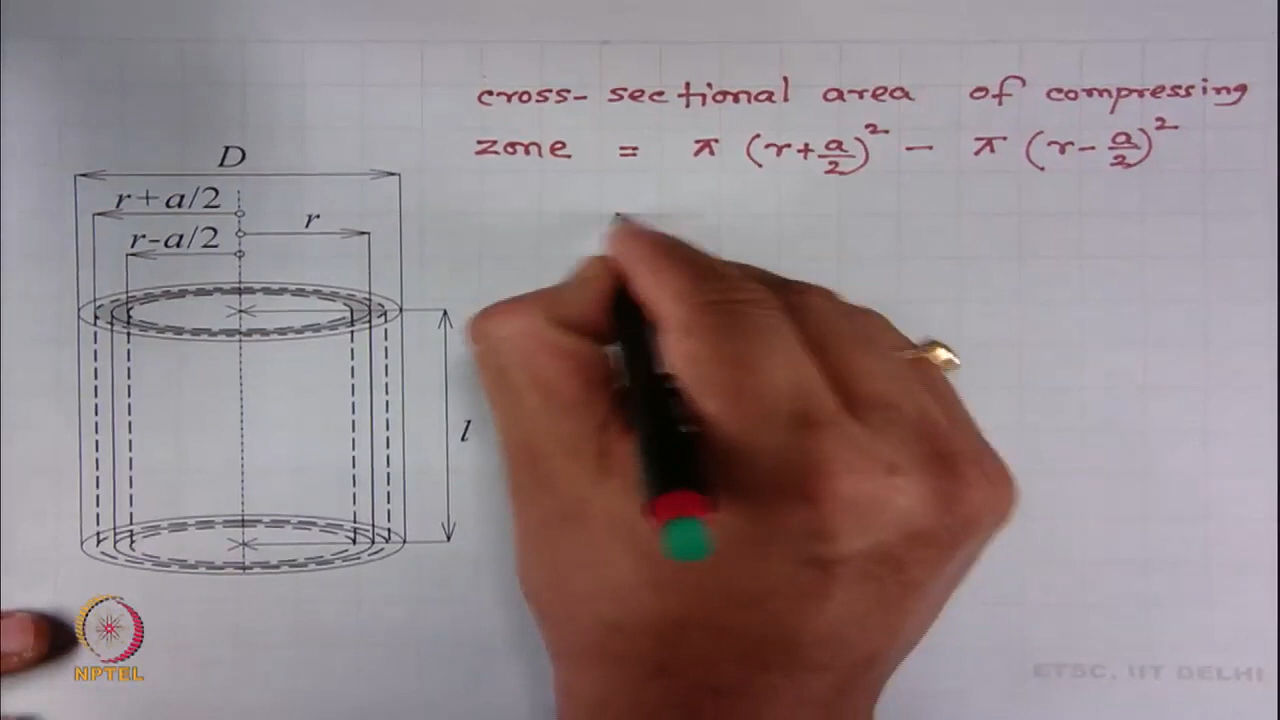 cross-sectional area of compressing
zone = π (r+a/2)² - π (r-a/2)²
D
r+a/2
r
r-a/2
l
NPTEL
ETSC, IIT DELHI